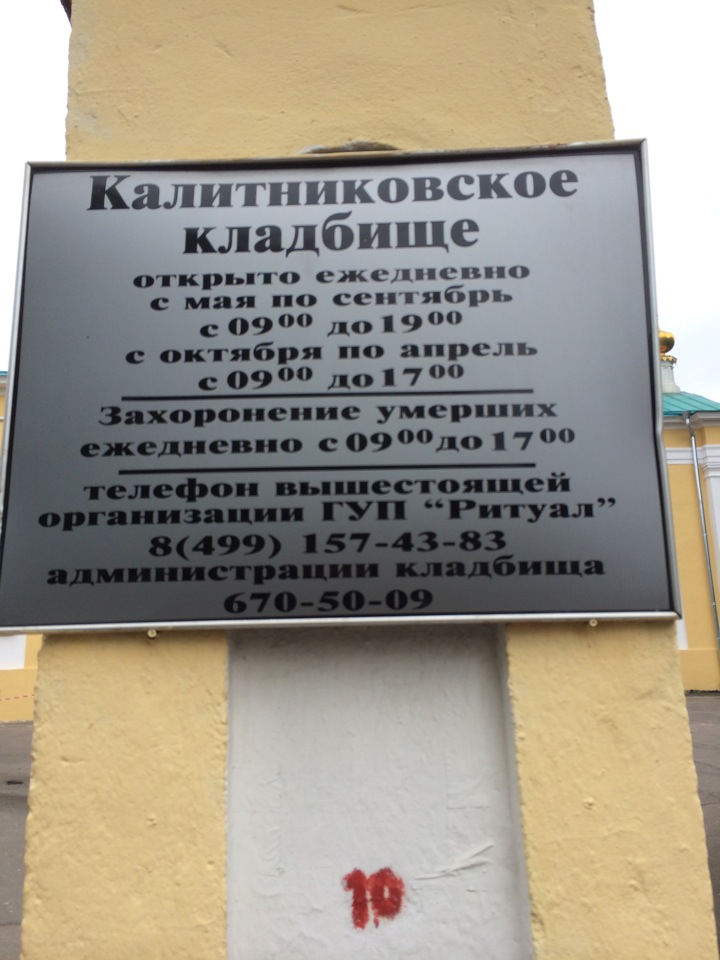 Калитниковское
кладбище
открыто ежедневно
с мая по сентябрь
с 09⁰⁰ до 19⁰⁰
с октября по апрель
с 09⁰⁰ до 17⁰⁰
Захоронение умерших
ежедневно с 09⁰⁰ до 17⁰⁰
телефон вышестоящей
организации ГУП “Ритуал”
8(499) 157-43-83
администрации кладбища
670-50-09
10